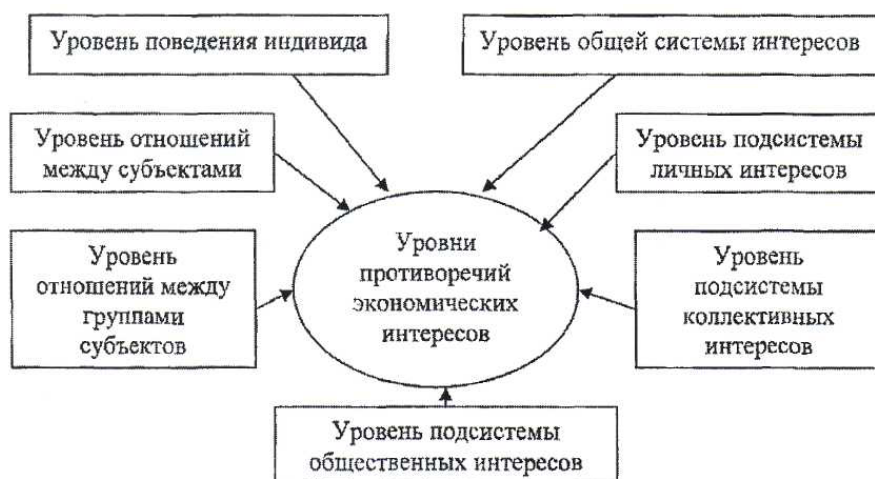 Уровень поведения индивида
Уровень общей системы интересов
Уровень отношений
между субъектами
Уровень подсистемы
личных интересов
Уровень
отношений между
группами
субъектов
Уровни
противоречий
экономических
интересов
Уровень
подсистемы
коллективных
интересов
Уровень подсистемы
общественных интересов